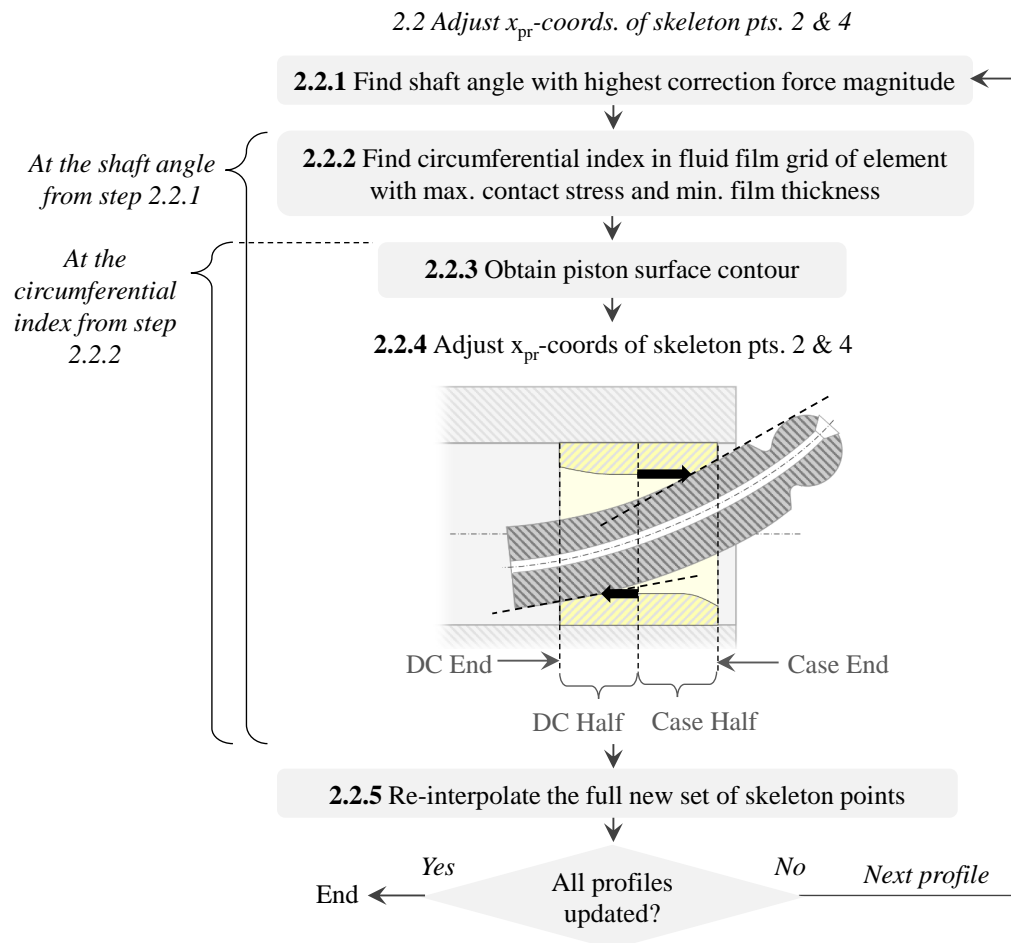 2.2 Adjust xpr-coords. of skeleton pts. 2 & 4
2.2.1 Find shaft angle with highest correction force magnitude
At the shaft angle
from step 2.2.1
2.2.2 Find circumferential index in fluid film grid of element
with max. contact stress and min. film thickness
At the
circumferential
index from step
2.2.2
2.2.3 Obtain piston surface contour
2.2.4 Adjust xpr-coords of skeleton pts. 2 & 4
DC End
Case End
DC Half
Case Half
2.2.5 Re-interpolate the full new set of skeleton points
Yes
No
Next profile
End
All profiles
updated?